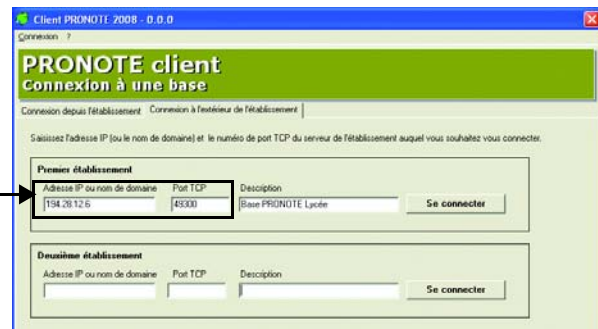 Client PRONOTE 2008 - 0.0.0
Connexion ?
PRONOTE client
Connexion à une base
Connexion depuis l'établissement Connexion à l'extérieur de l'établissement
Saisissez l'adresse IP (ou le nom de domaine) et le numéro de port TCP du serveur de l'établissement auquel vous souhaitez vous connecter.
Premier établissement
Adresse IP ou nom de domaine Port TCP Description
194.28.12.6 49300 Base PRONOTE Lycée Se connecter
Deuxième établissement
Adresse IP ou nom de domaine Port TCP Description
Se connecter